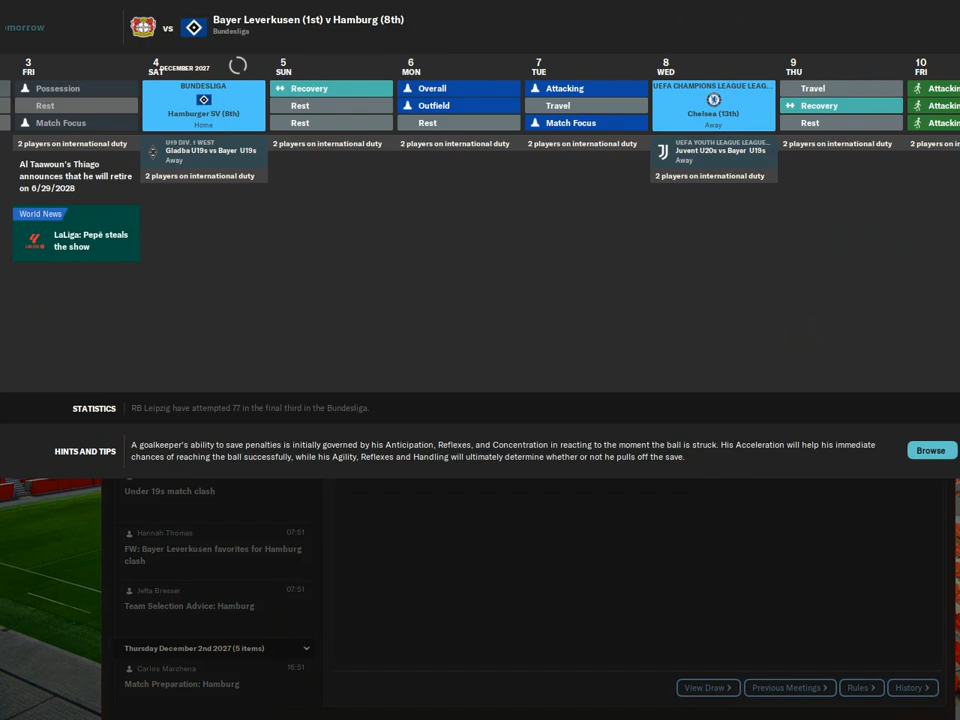 omorrow
vs
Bayer Leverkusen (1st) v Hamburg (8th)
Bundesliga
3
FRI
4
SAT
DECEMBER 2027
5
SUN
6
MON
7
TUE
8
WED
9
THU
10
FRI
Possession
Rest
Match Focus
BUNDESLIGA
Hamburger SV (8th)
Home
Recovery
Rest
Rest
Overall
Outfield
Rest
Attacking
Travel
Match Focus
UEFA CHAMPIONS LEAGUE LEAG...
Chelsea (13th)
Away
Travel
Recovery
Rest
Attackin
Attackin
Attackin
2 players on international duty
U19 DIV. 1 WEST
Gladba U19s vs Bayer U19s
Away
2 players on international duty
2 players on international duty
2 players on international duty
2 players on international duty
UEFA YOUTH LEAGUE LEAGUE...
Juvent U20s vs Bayer U19s
Away
2 players on international duty
2 players on international duty
2 players on in
Al Taawoun's Thiago
announces that he will retire
on 6/29/2028
World News
LALIGA
LaLiga: Pepê steals
the show
STATISTICS
RB Leipzig have attempted 77 in the final third in the Bundesliga.
HINTS AND TIPS
A goalkeeper's ability to save penalties is initially governed by his Anticipation, Reflexes, and Concentration in reacting to the moment the ball is struck. His Acceleration will help his immediate
chances of reaching the ball successfully, while his Agility, Reflexes and Handling will ultimately determine whether or not he pulls off the save.
Browse
Under 19s match clash
Hannah Thomas
07:51
FW: Bayer Leverkusen favorites for Hamburg
clash
Jefta Bresser
07:51
Team Selection Advice: Hamburg
Thursday December 2nd 2027 (5 items)
Carlos Marchena
16:51
Match Preparation: Hamburg
View Draw
Previous Meetings
Rules
History